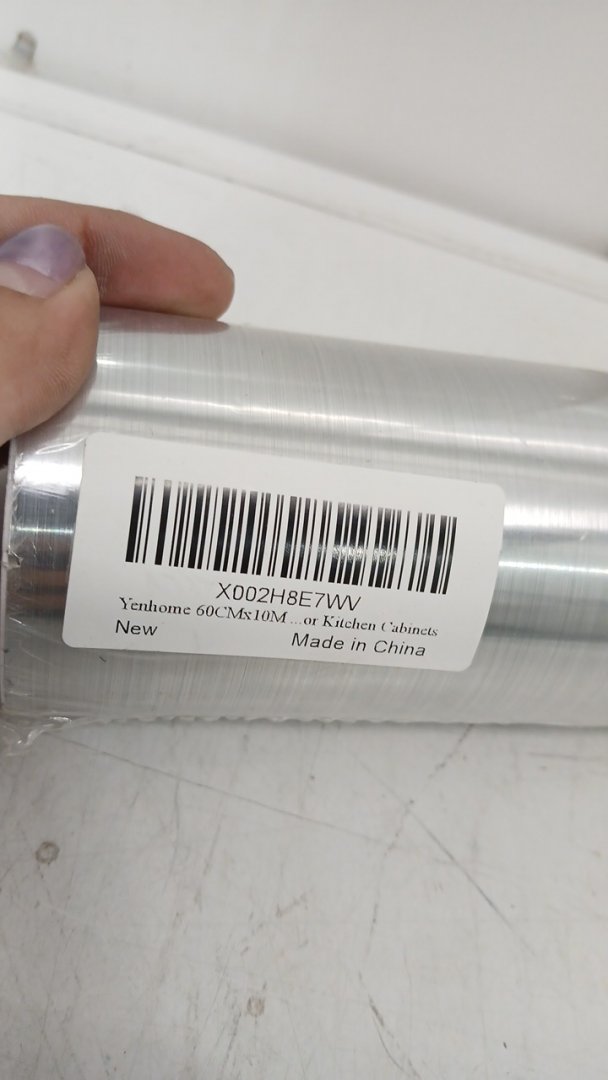 X002H8E7WV
Yenhome 60CMx10M ...or Kitchen Cabinets
New
Made in China